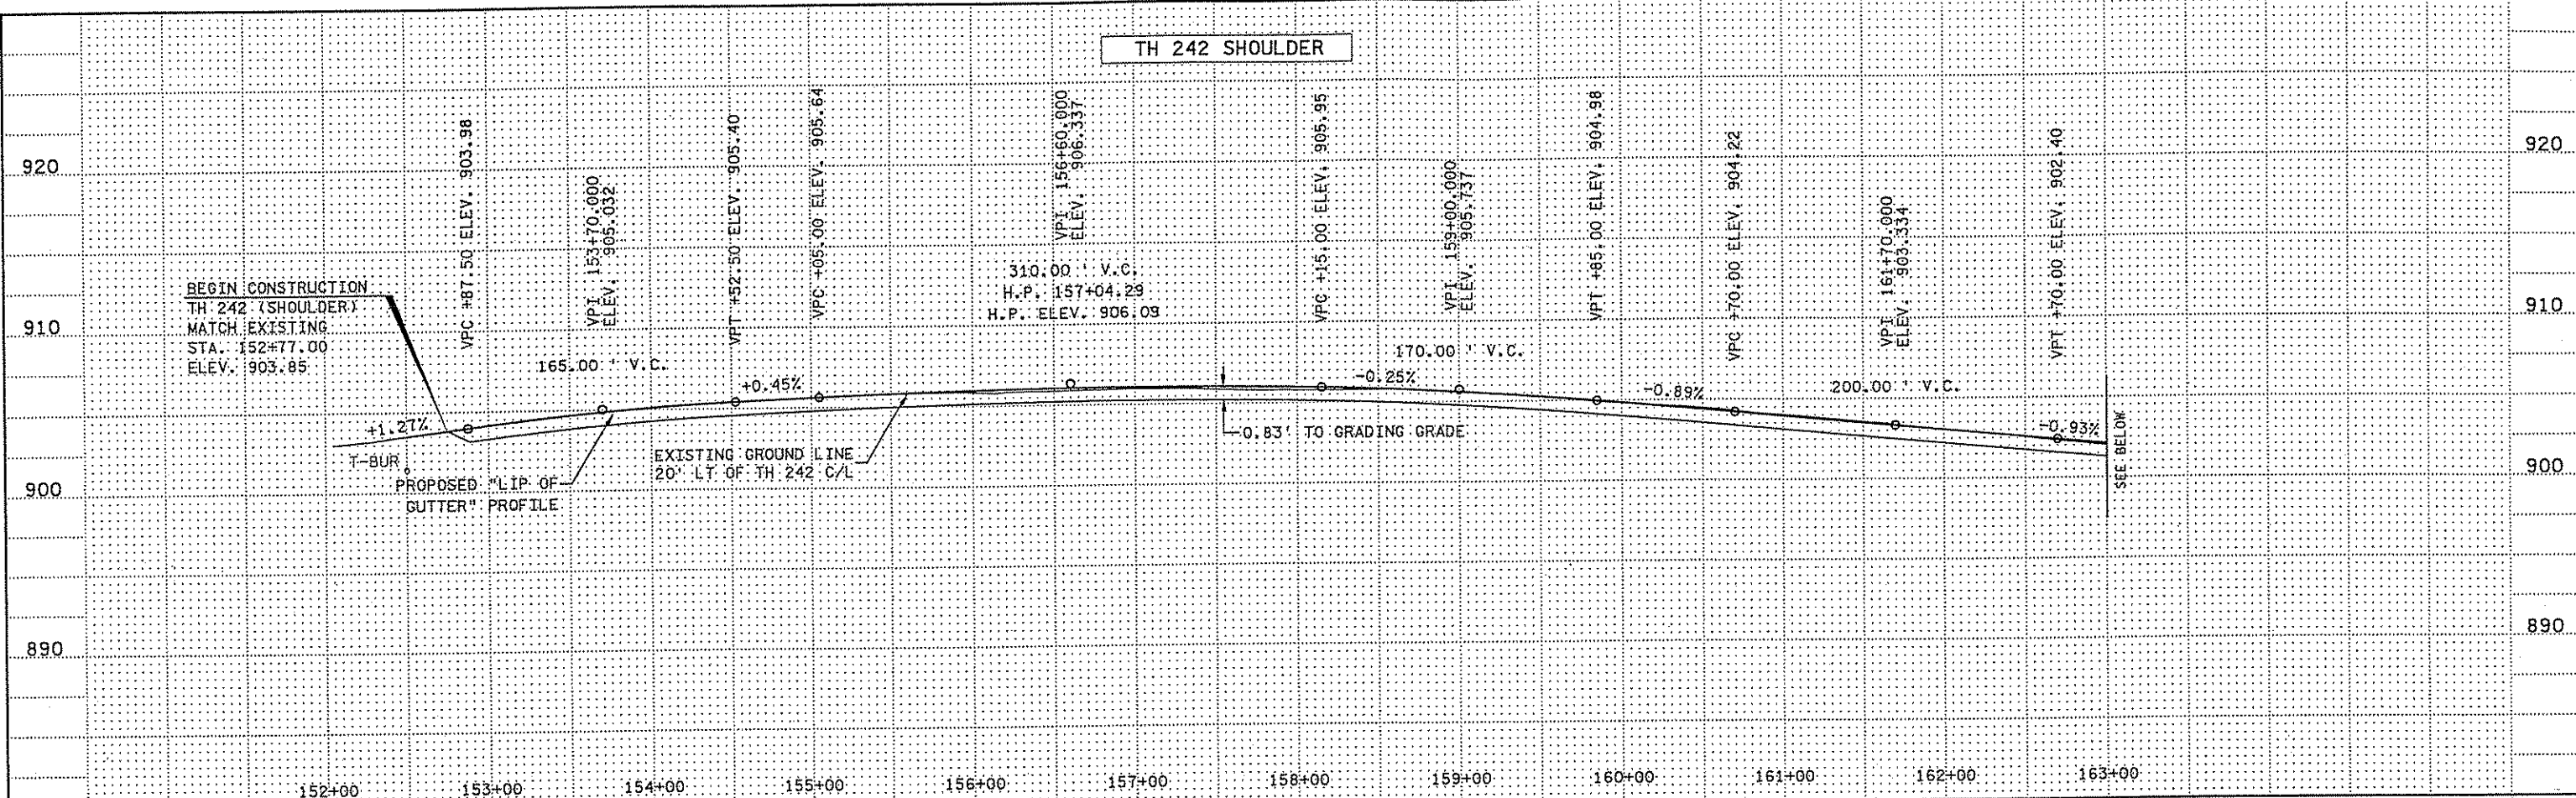 TH 242 SHOULDER
920
910
900
890
920
910
900
890
BEGIN CONSTRUCTION
TH 242 (SHOULDER)
MATCH EXISTING
STA. 152+77.00
ELEV. 903.85
VPC +87.50 ELEV. 903.98
VPI 153+70.000
ELEV. 905.032
VPT +52.50 ELEV. 905.40
VPC +05.00 ELEV. 905.64
VPI 156+60.000
ELEV. 906.337
VPC +15.00 ELEV. 905.95
VPI 159+00.000
ELEV. 905.737
VPT +85.00 ELEV. 904.98
VPC +70.00 ELEV. 904.22
VPI 161+70.000
ELEV. 903.334
VPT +70.00 ELEV. 902.40
310.00 ' V.C.
H.P. 157+04.29
H.P. ELEV. 906.09
165.00 ' V.C.
170.00 ' V.C.
200.00 ' V.C.
+1.27%
+0.45%
-0.25%
-0.89%
-0.93%
T-BUR
PROPOSED "LIP OF
GUTTER" PROFILE
EXISTING GROUND LINE
20' LT OF TH 242 C/L
0.83' TO GRADING GRADE
SEE BELOW
152+00
153+00
154+00
155+00
156+00
157+00
158+00
159+00
160+00
161+00
162+00
163+00